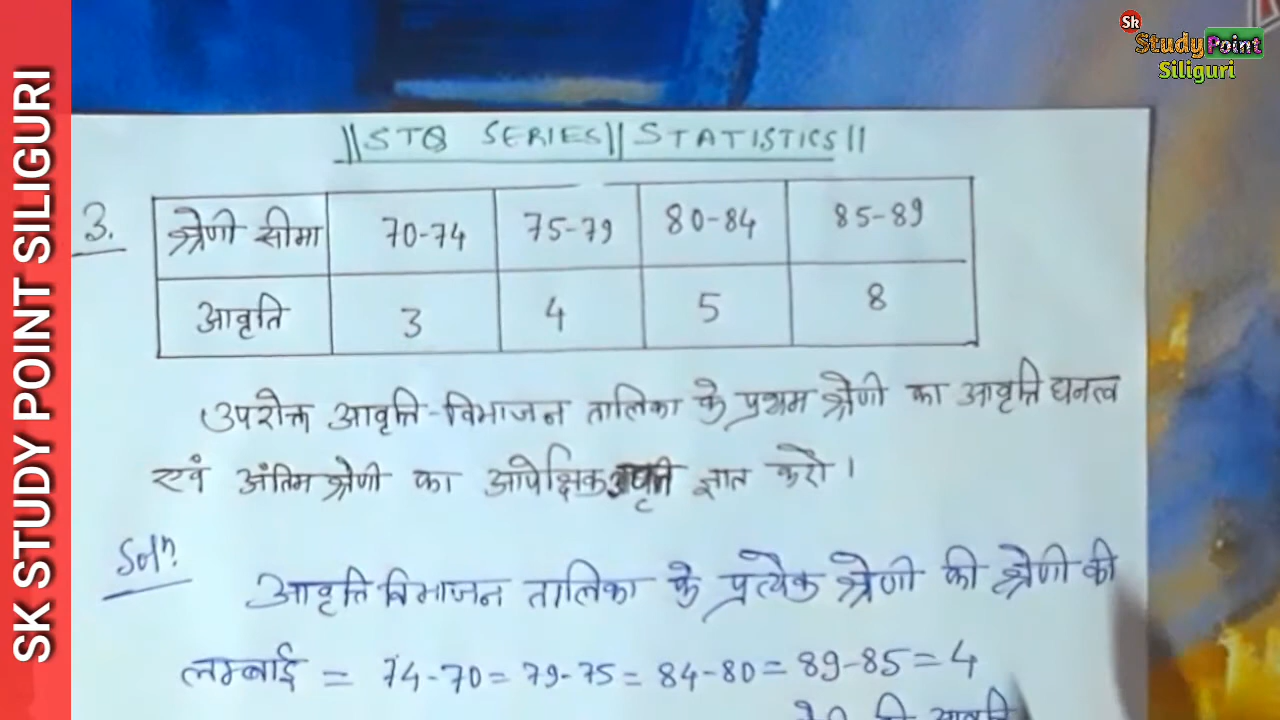 SK STUDY POINT SILIGURI
Sk
Study Point
Siliguri
||STQ SERIES||STATISTICS||
3.
श्रेणी सीमा 70-74 75-79 80-84 85-89
आवृति 3 4 5 8
उपरोक्त आवृत्ति-विभाजन तालिका के प्रथम श्रेणी का आवृत्ति घनत्व
एवं अंतिम श्रेणी का आपेक्षिक ज्ञात करो।
Solⁿ.
आवृत्ति विभाजन तालिका के प्रत्येक श्रेणी की श्रेणी की
लम्बाई = 74-70 = 79-75 = 84-80 = 89-85 = 4